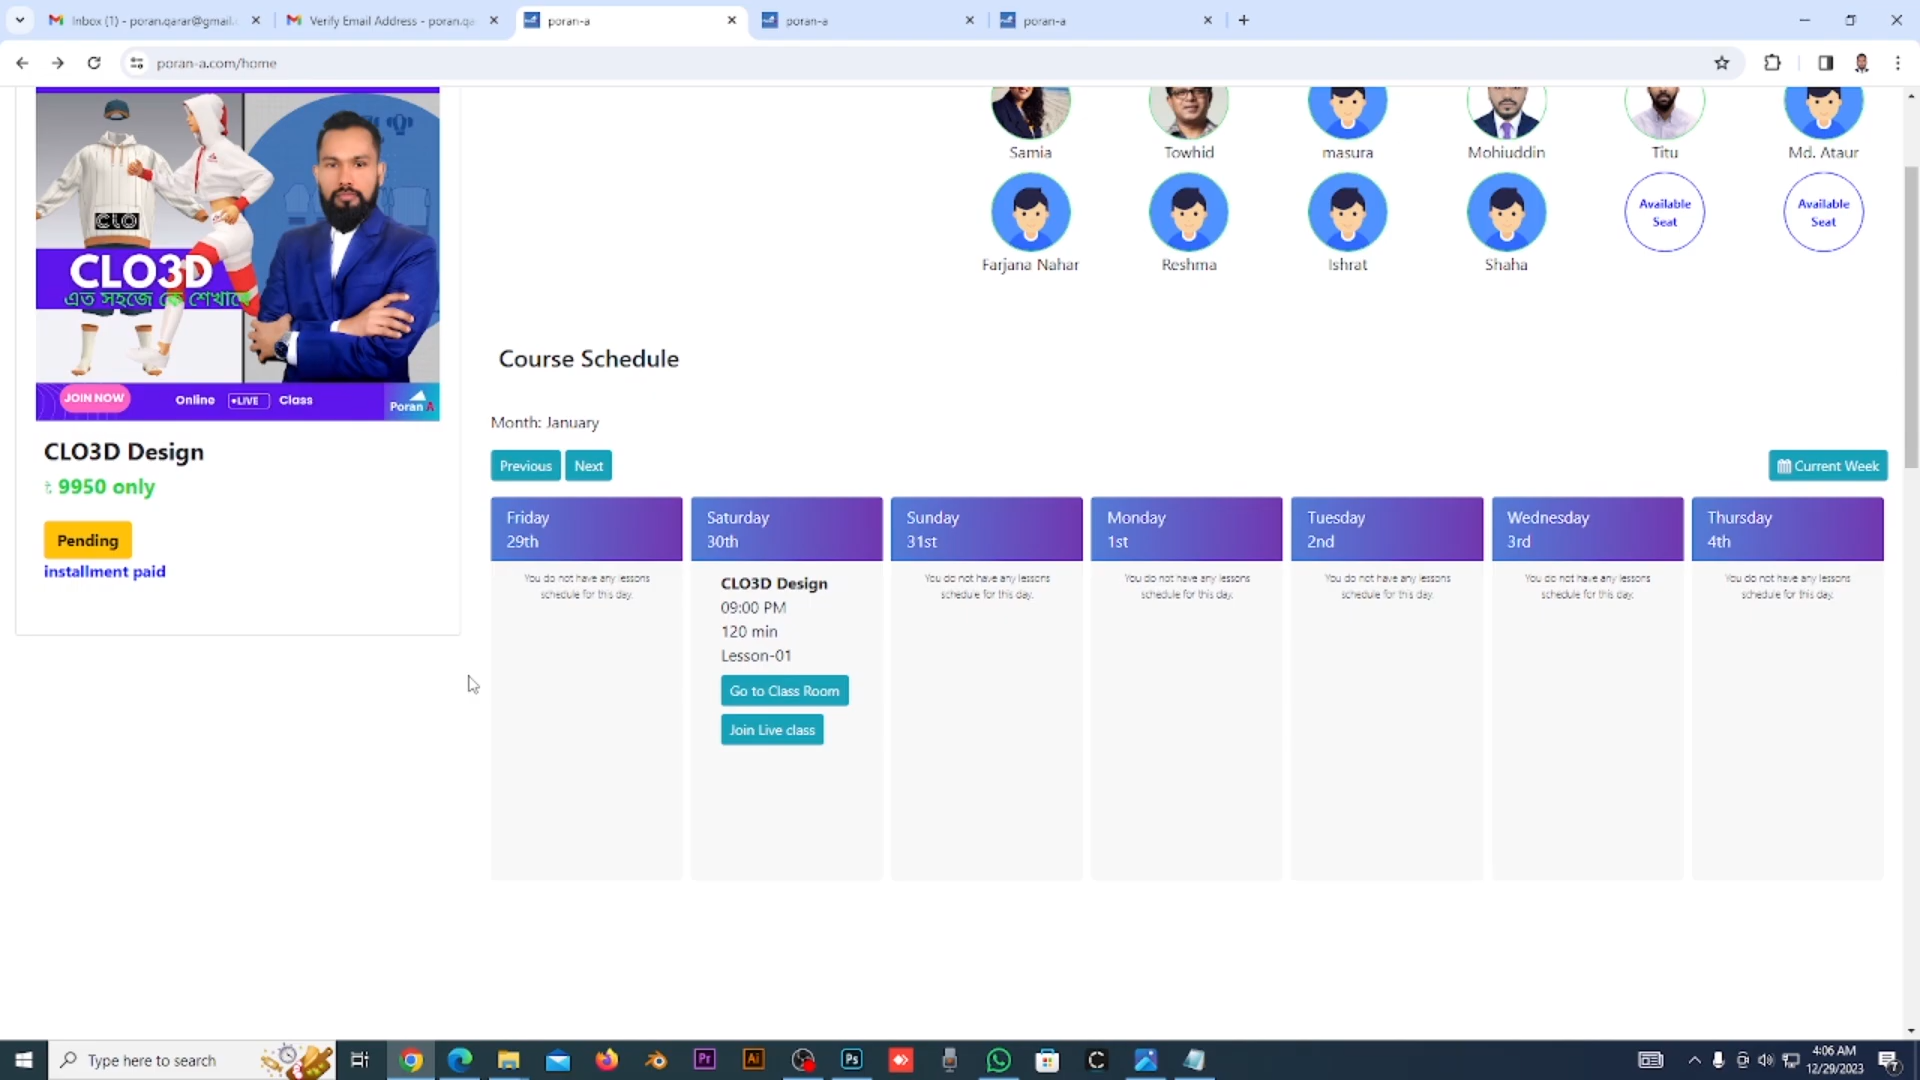 Inbox (1) - poran.qarar@gmail.
Verify Email Address - poran.qa
poran-a
poran-a
poran-a
poran-a.com/home
CLO
CLO3D
এত সহজে কে শেখাবে
JOIN NOW
Online
LIVE
Class
Poran A
CLO3D Design
৳ 9950 only
Pending
installment paid
Samia
Towhid
masura
Mohiuddin
Titu
Md. Ataur
Available
Seat
Available
Seat
Farjana Nahar
Reshma
Ishrat
Shaha
Course Schedule
Month: January
Previous
Next
Current Week
Friday
29th
You do not have any lessons
schedule for this day.
Saturday
30th
CLO3D Design
09:00 PM
120 min
Lesson-01
Go to Class Room
Join Live class
Sunday
31st
You do not have any lessons
schedule for this day.
Monday
1st
You do not have any lessons
schedule for this day.
Tuesday
2nd
You do not have any lessons
schedule for this day.
Wednesday
3rd
You do not have any lessons
schedule for this day.
Thursday
4th
You do not have any lessons
schedule for this day.
Type here to search
Pr
Ai
Ps
C
4:06 AM
12/29/2023
7